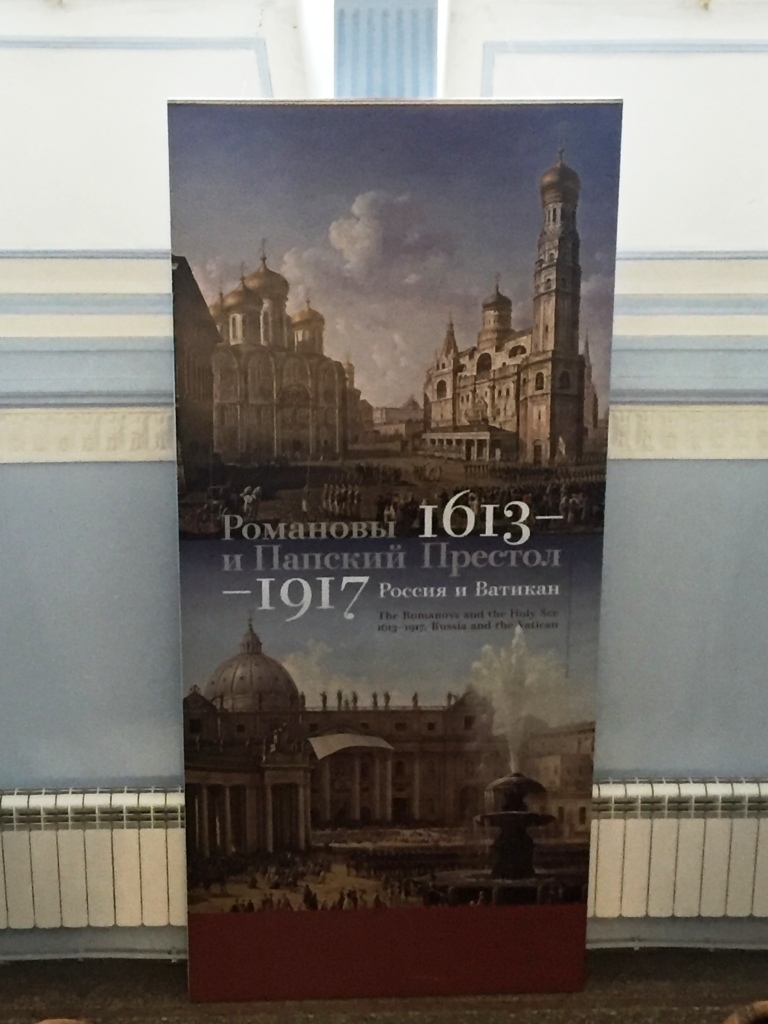 Романовы 1613–
и Папский Престол
–1917 Россия и Ватикан
The Romanovs and the Holy See
1613–1917. Russia and the Vatican